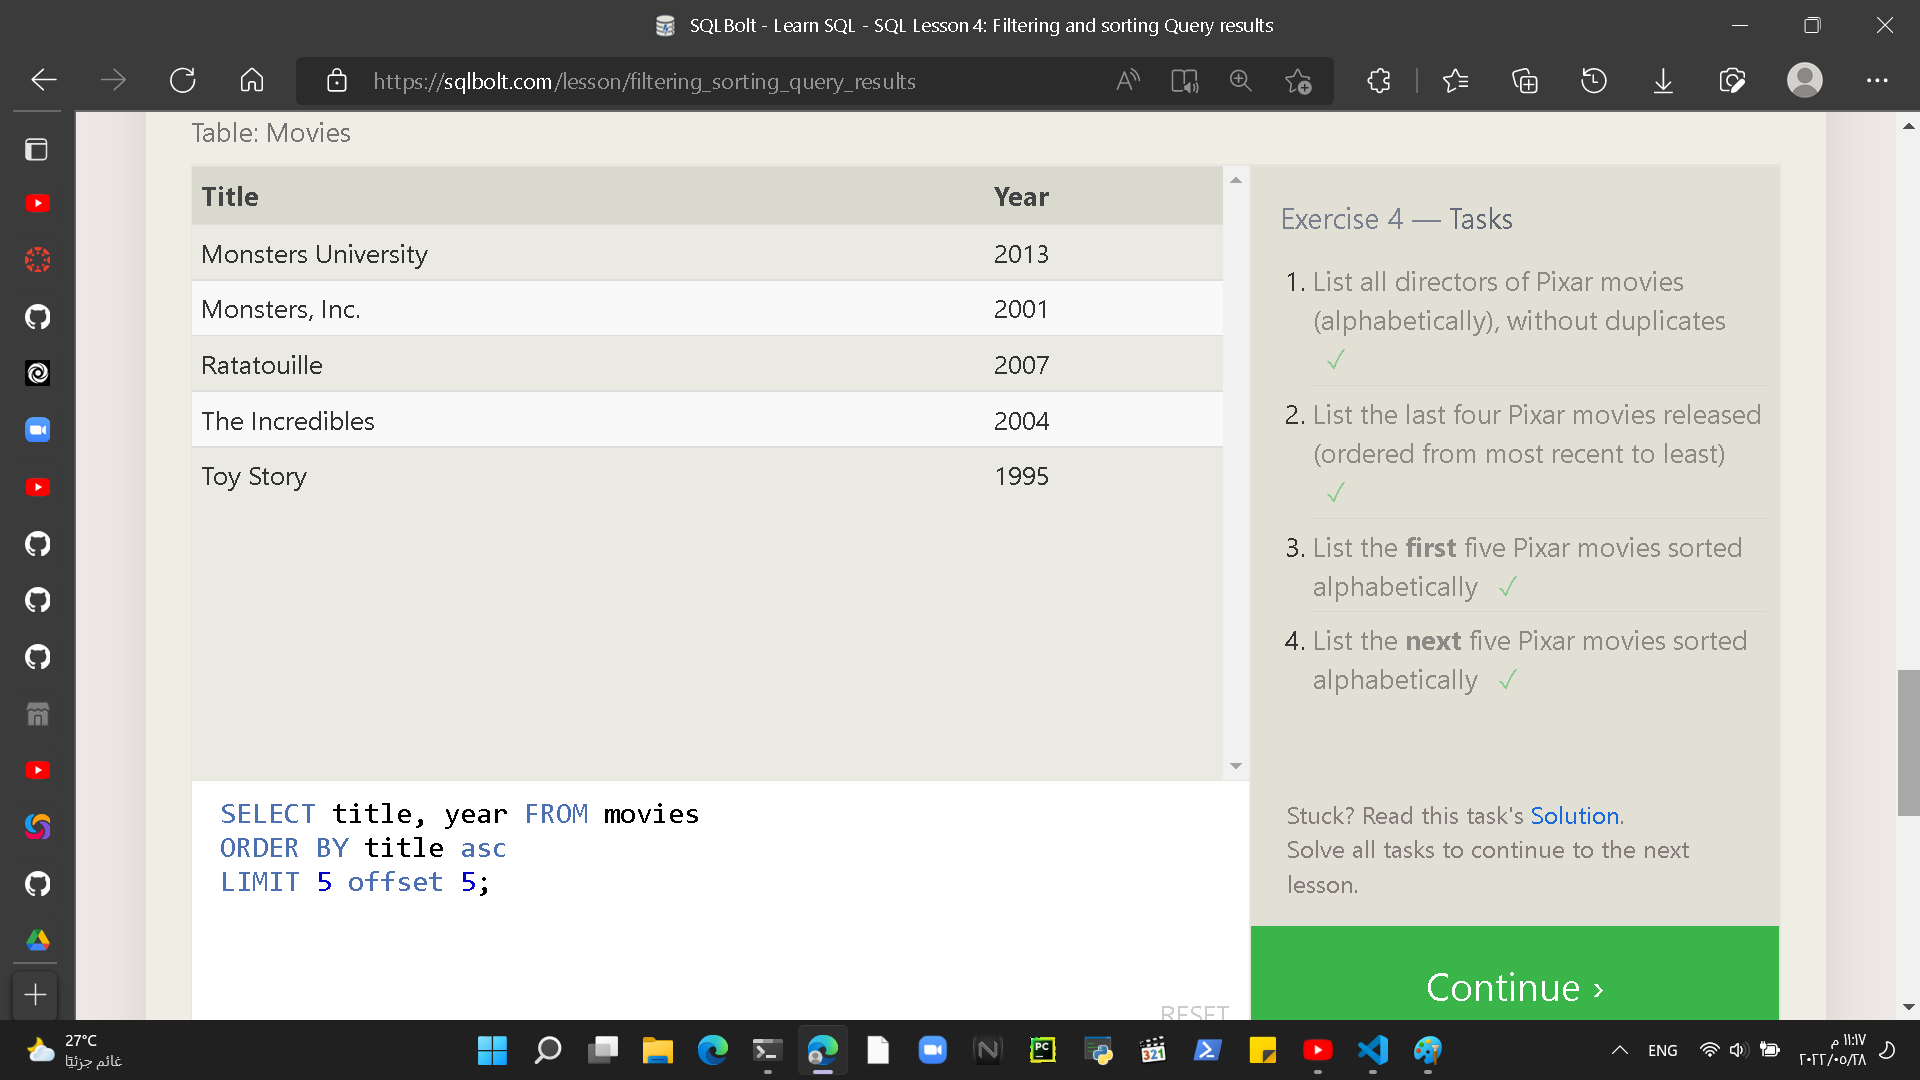 SQLBolt - Learn SQL - SQL Lesson 4: Filtering and sorting Query results
https://sqlbolt.com/lesson/filtering_sorting_query_results
Table: Movies
Title Year
Monsters University 2013
Monsters, Inc. 2001
Ratatouille 2007
The Incredibles 2004
Toy Story 1995
SELECT title, year FROM movies
ORDER BY title asc
LIMIT 5 offset 5;
RESET
Exercise 4 — Tasks
1. List all directors of Pixar movies
(alphabetically), without duplicates
✓
2. List the last four Pixar movies released
(ordered from most recent to least)
✓
3. List the first five Pixar movies sorted
alphabetically ✓
4. List the next five Pixar movies sorted
alphabetically ✓
Stuck? Read this task's Solution.
Solve all tasks to continue to the next
lesson.
Continue ›
27°C
غائم جزئيًا
PC
321
ENG
١١:١٧ م
٢٠٢٢/٠٥/٢٨